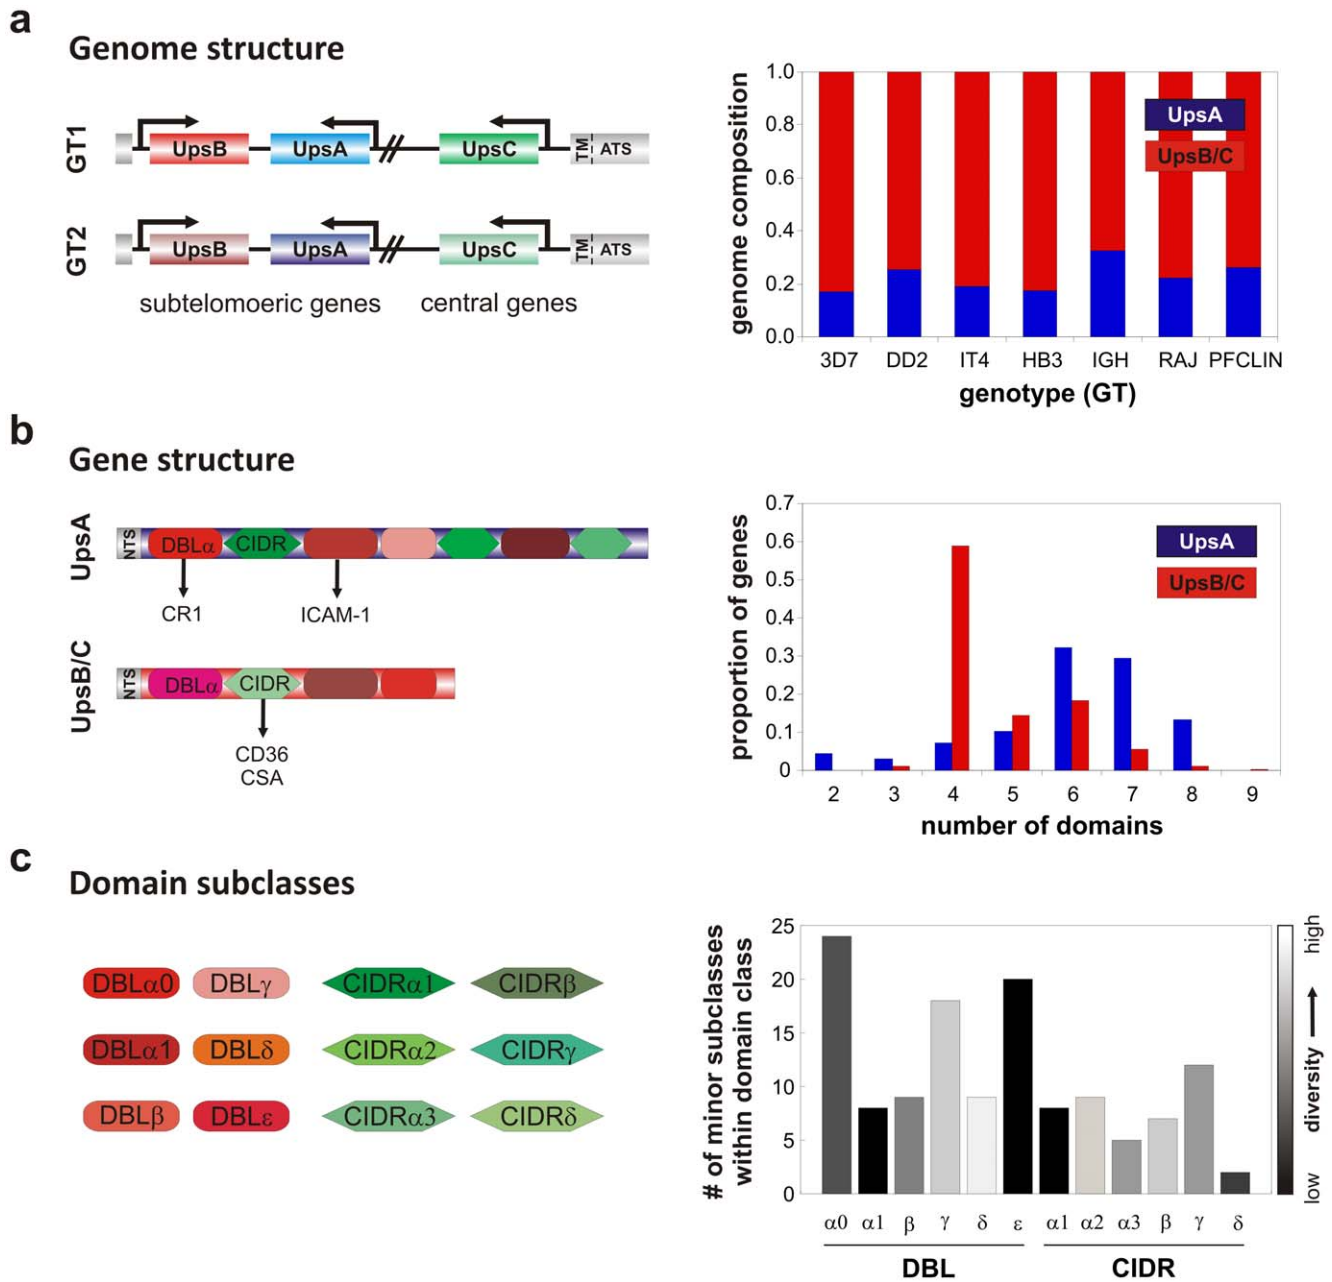 a
Genome structure
GT1
UpsB UpsA UpsC TM ATS
GT2
UpsB UpsA UpsC TM ATS
subtelomoeric genes central genes
genome composition
1.0
0.8
0.6
0.4
0.2
0.0
UpsA
UpsB/C
3D7 DD2 IT4 HB3 IGH RAJ PFCLIN
genotype (GT)
b
Gene structure
UpsA
NTS DBLα CIDR
CR1 ICAM-1
UpsB/C
NTS DBLα CIDR
CD36
CSA
proportion of genes
0.7
0.6
0.5
0.4
0.3
0.2
0.1
0
UpsA
UpsB/C
2 3 4 5 6 7 8 9
number of domains
c
Domain subclasses
DBLα0 DBLγ CIDRα1 CIDRβ
DBLα1 DBLδ CIDRα2 CIDRγ
DBLβ DBLε CIDRα3 CIDRδ
# of minor subclasses
within domain class
25
20
15
10
5
0
α0 α1 β γ δ ε α1 α2 α3 β γ δ
DBL CIDR
low diversity high